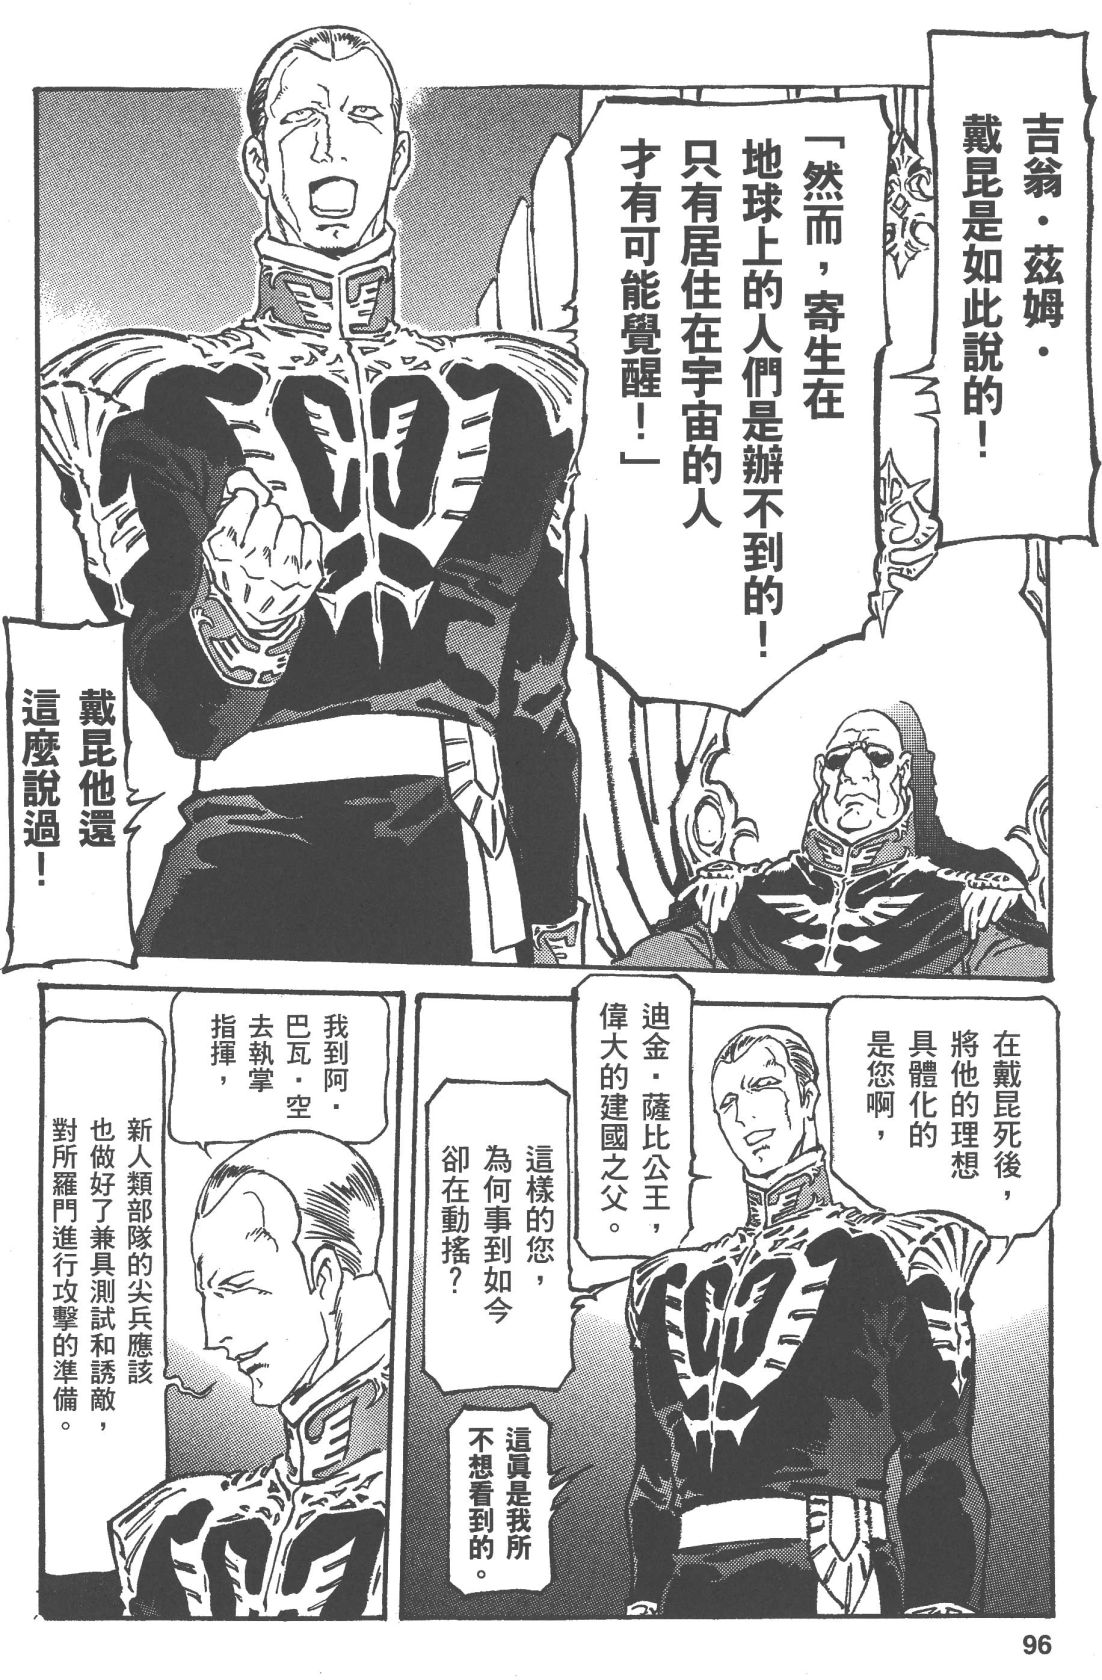 吉翁．茲姆．
戴昆是如此說的！
「然而，寄生在
地球上的人們是辦不到的！
只有居住在宇宙的人
才有可能覺醒！」
戴昆他還
這麼說過！
在戴昆死後，
將他的理想
具體化的
是您啊，
迪金．薩比公王，
偉大的建國之父。
這樣的您，
為何事到如今
卻在動搖？
這眞是我所
不想看到的。
我到阿．
巴瓦．空
去執掌
指揮，
新人類部隊的尖兵應該
也做好了兼具測試和誘敵，
對所羅門進行攻擊的準備。
96